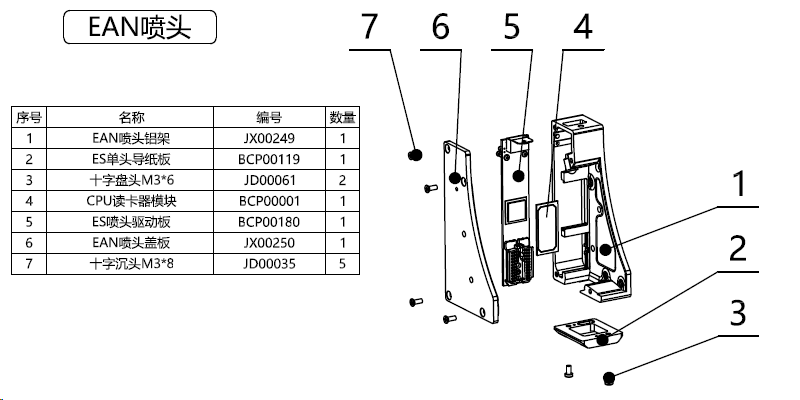 EAN喷头
7 6 5 4
序号 名称 编号 数量
1 EAN喷头铝架 JX00249 1
2 ES单头导纸板 BCP00119 1
3 十字盘头M3*6 JD00061 2
4 CPU读卡器模块 BCP00001 1
5 ES喷头驱动板 BCP00180 1
6 EAN喷头盖板 JX00250 1
7 十字沉头M3*8 JD00035 5
1
2
3